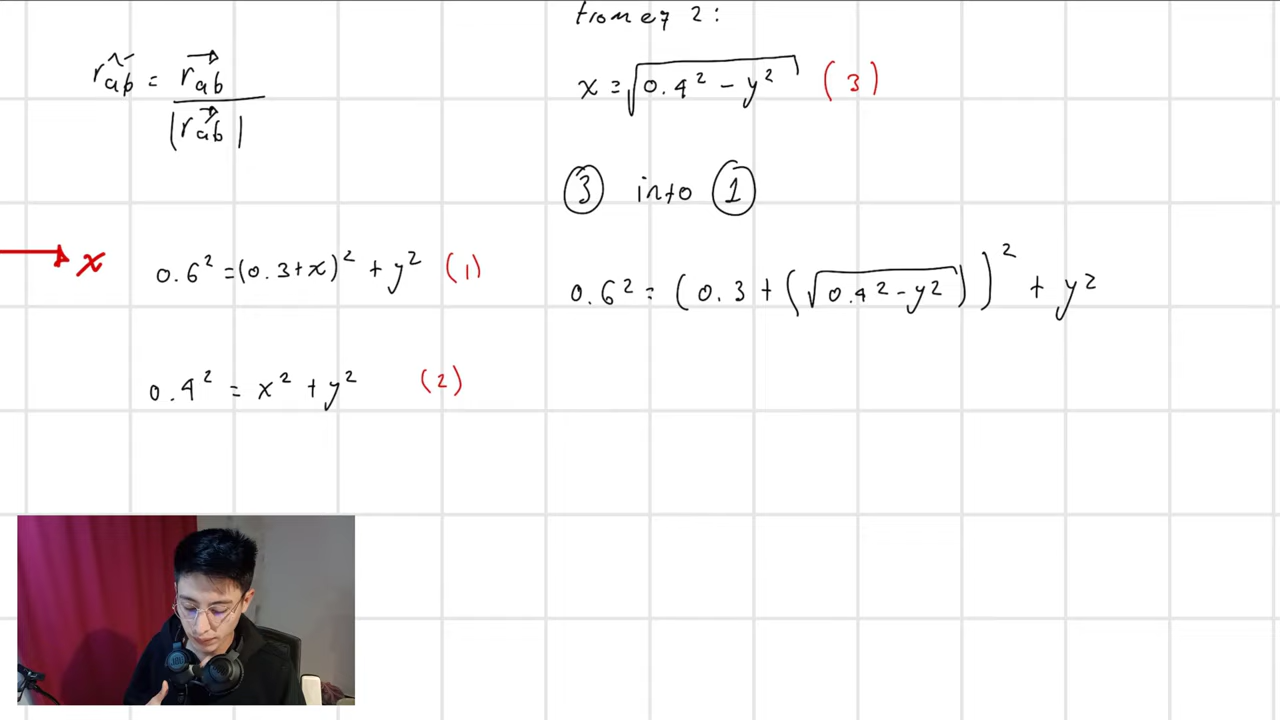 r̂ab = r⃗ab / |r⃗ab|
x
0.6² = (0.3+x)² + y² (1)
0.4² = x² + y² (2)
from eq 2:
x = √(0.4² − y²) (3)
③ into ①
0.6² = (0.3 + (√(0.4² − y²)))² + y²